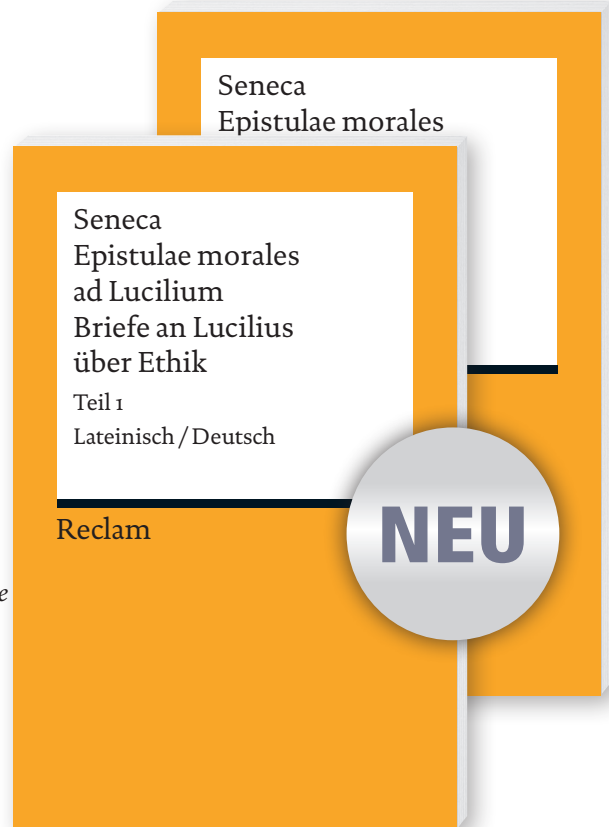 Seneca
Epistulae morales
Seneca
Epistulae morales
ad Lucilium
Briefe an Lucilius
über Ethik
Teil 1
Lateinisch / Deutsch
Reclam
NEU
e